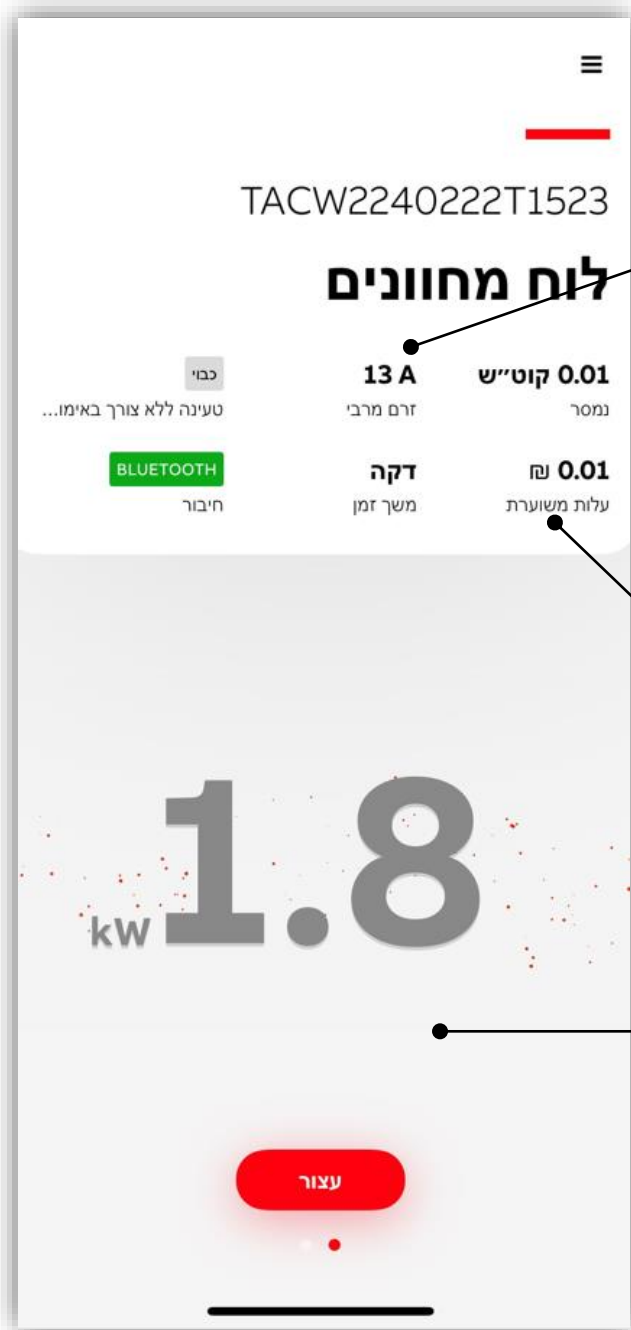 TACW2240222T1523
לוח מחוונים
0.01 קוט״ש
נמסר
13 A
זרם מרבי
כבוי
טעינה ללא צורך באימו...
0.01 ₪
עלות משוערת
דקה
משך זמן
BLUETOOTH
חיבור
1.8 kW
עצור